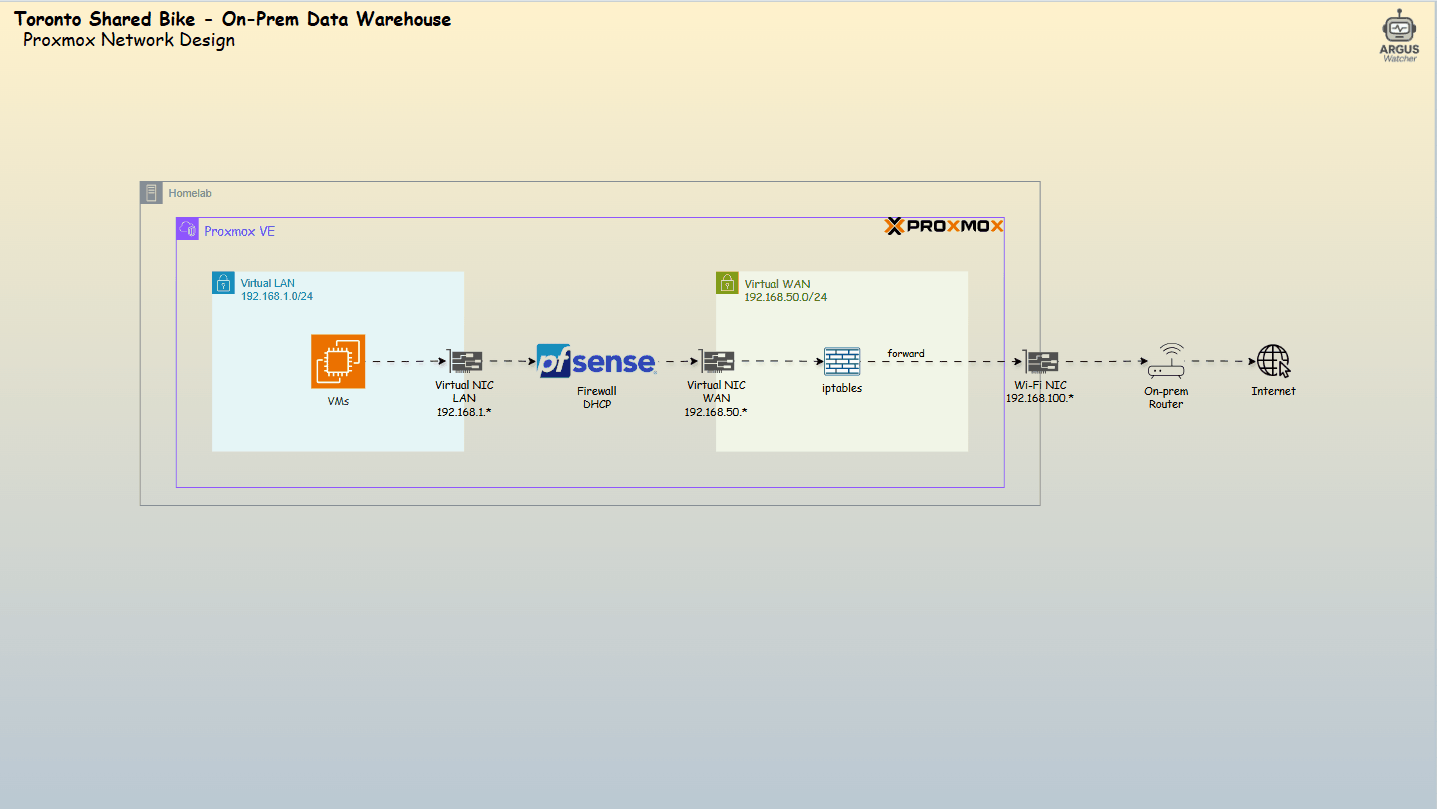 Toronto Shared Bike - On-Prem Data Warehouse
Proxmox Network Design
ARGUS
Watcher
Homelab
Proxmox VE
PROXMOX
Virtual LAN
192.168.1.0/24
Virtual WAN
192.168.50.0/24
VMs
Virtual NIC
LAN
192.168.1.*
pfsense
Firewall
DHCP
Virtual NIC
WAN
192.168.50.*
iptables
forward
Wi-Fi NIC
192.168.100.*
On-prem
Router
Internet